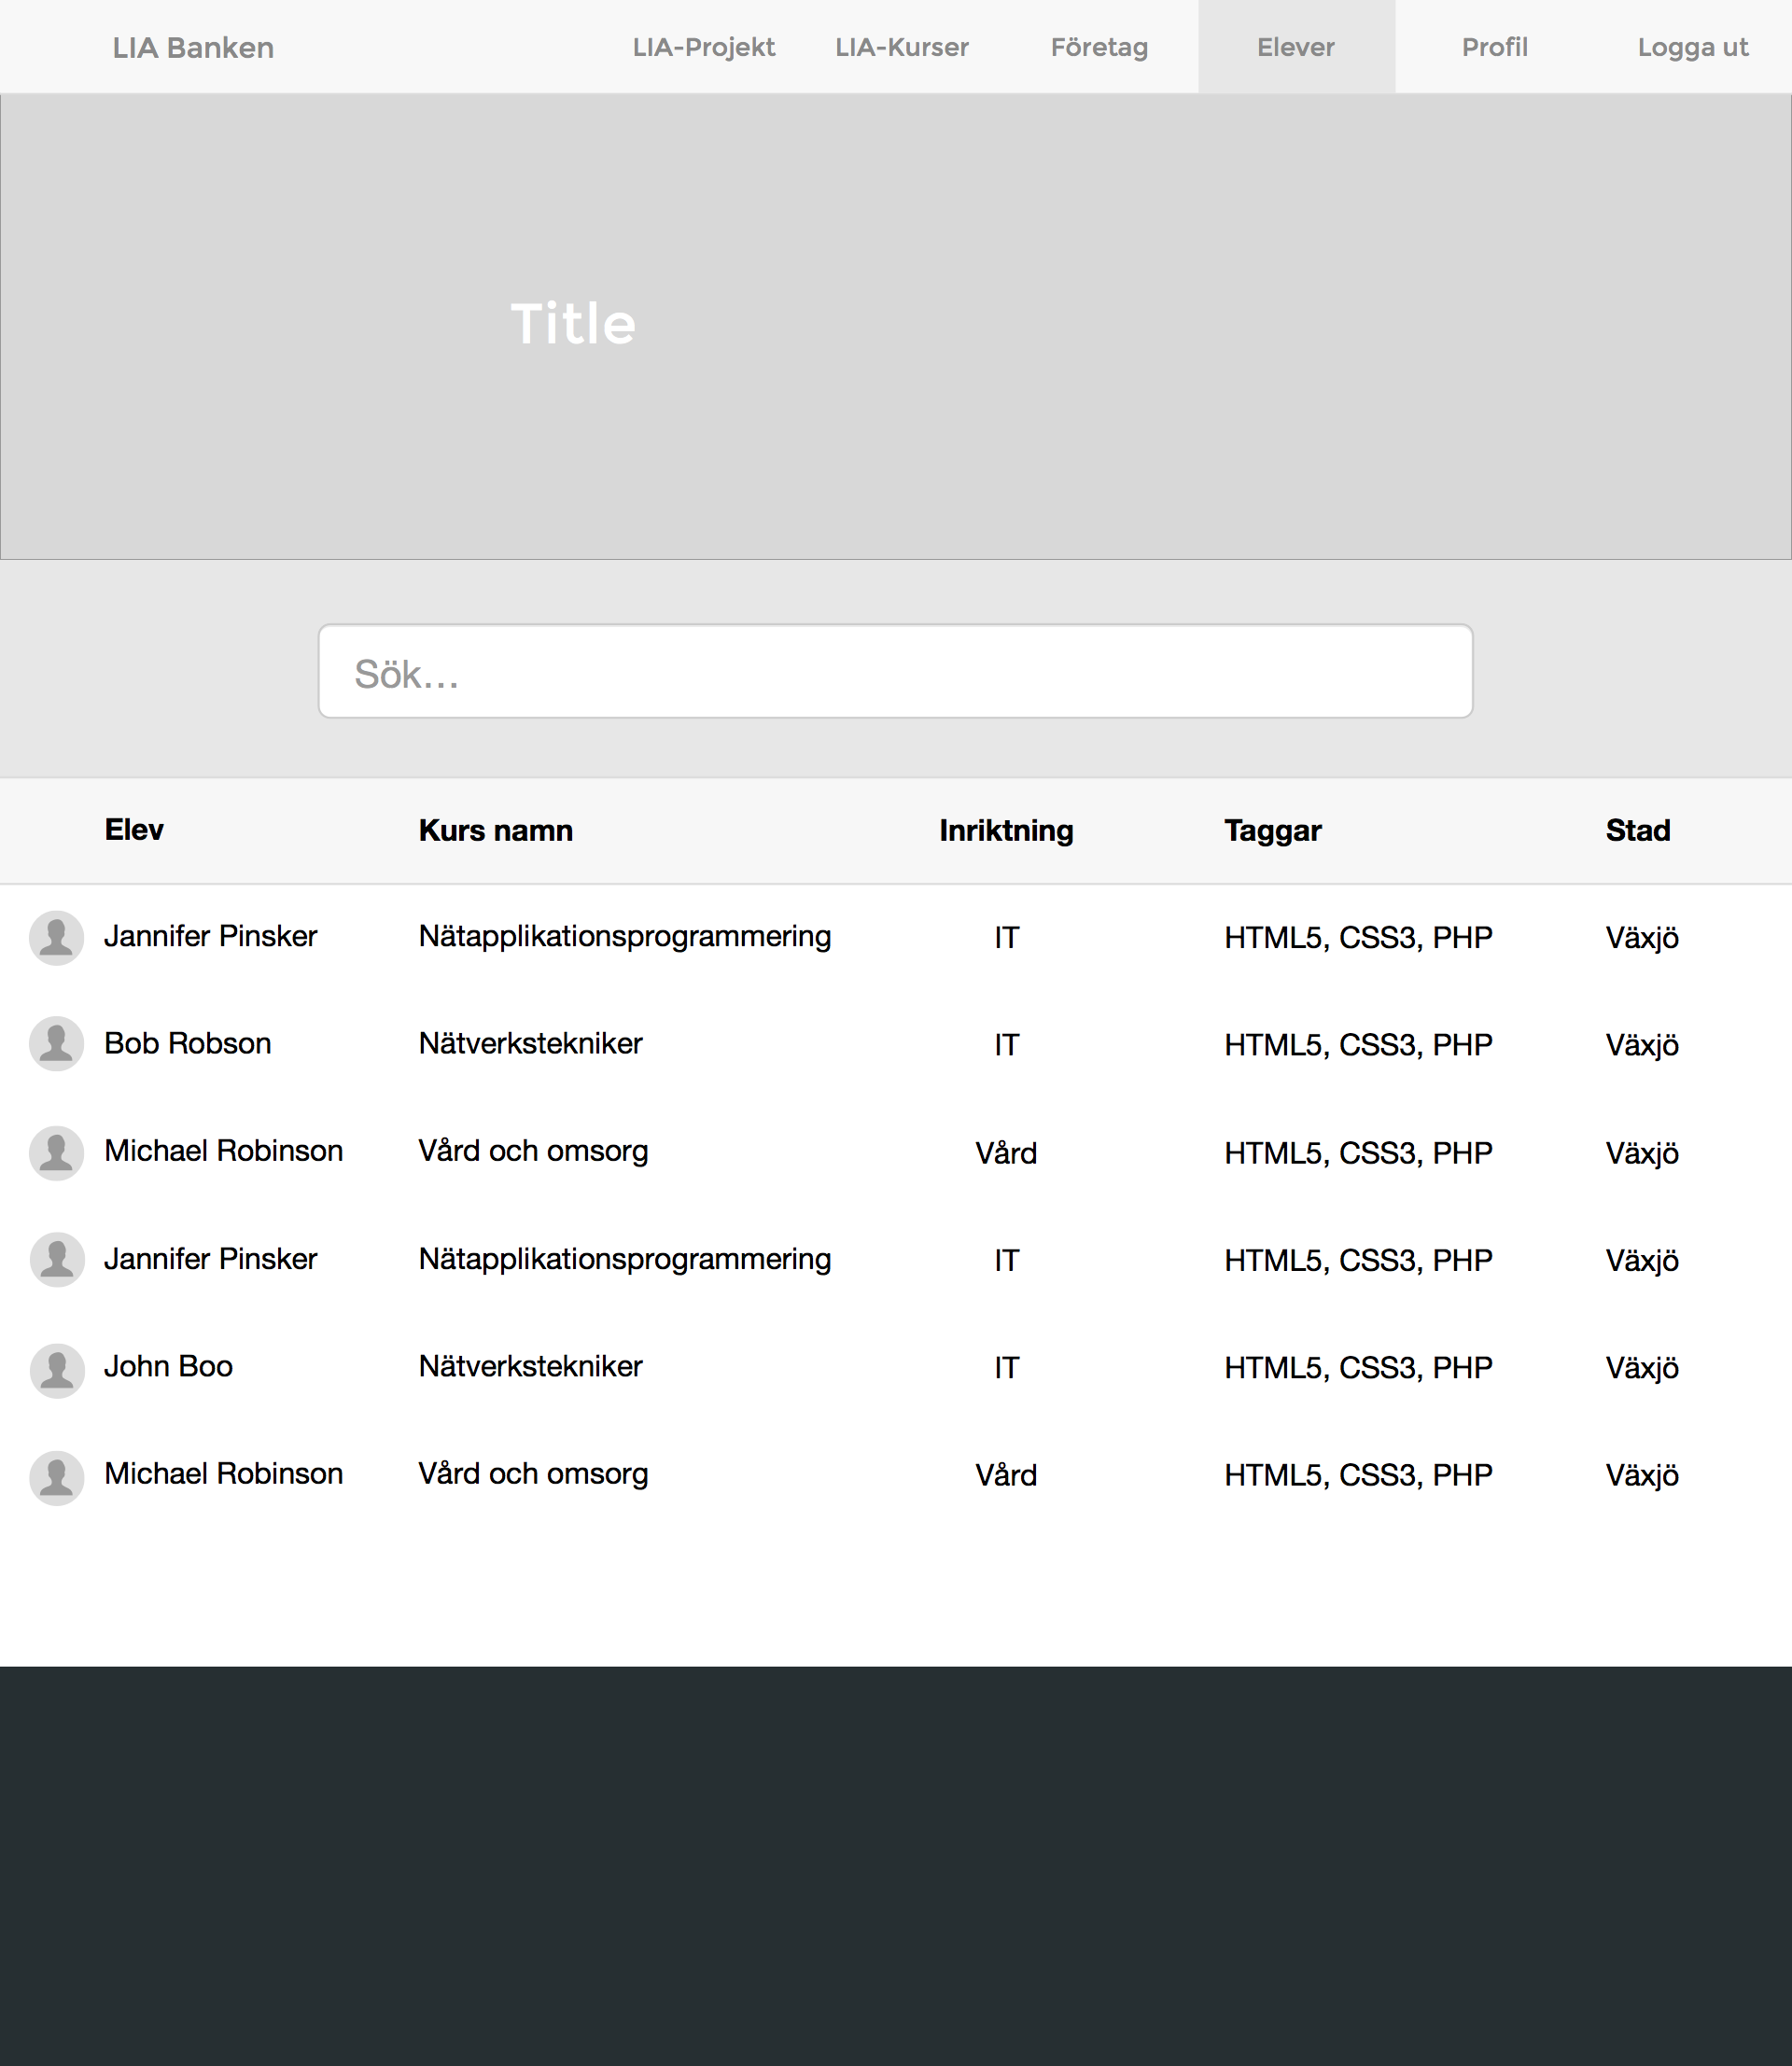 LIA Banken LIA-Projekt LIA-Kurser Företag Elever Profil Logga ut
Title
Sök...
Elev Kurs namn Inriktning Taggar Stad
Jannifer Pinsker Nätapplikationsprogrammering IT HTML5, CSS3, PHP Växjö
Bob Robson Nätverkstekniker IT HTML5, CSS3, PHP Växjö
Michael Robinson Vård och omsorg Vård HTML5, CSS3, PHP Växjö
Jannifer Pinsker Nätapplikationsprogrammering IT HTML5, CSS3, PHP Växjö
John Boo Nätverkstekniker IT HTML5, CSS3, PHP Växjö
Michael Robinson Vård och omsorg Vård HTML5, CSS3, PHP Växjö